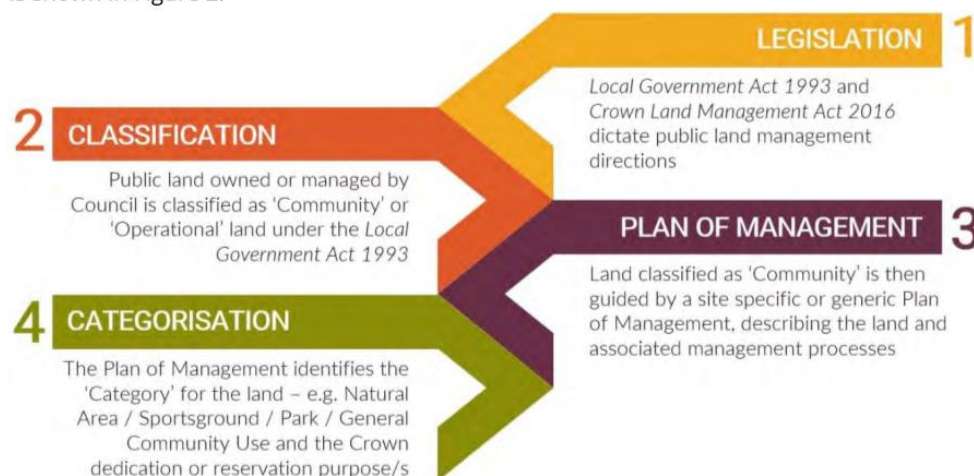 LEGISLATION 1
Local Government Act 1993 and
Crown Land Management Act 2016
dictate public land management
directions
2 CLASSIFICATION
Public land owned or managed by
Council is classified as 'Community' or
'Operational' land under the Local
Government Act 1993
PLAN OF MANAGEMENT 3
Land classified as 'Community' is then
guided by a site specific or generic Plan
of Management, describing the land and
associated management processes
4 CATEGORISATION
The Plan of Management identifies the
'Category' for the land – e.g. Natural
Area / Sportsground / Park / General
Community Use and the Crown
dedication or reservation purpose/s